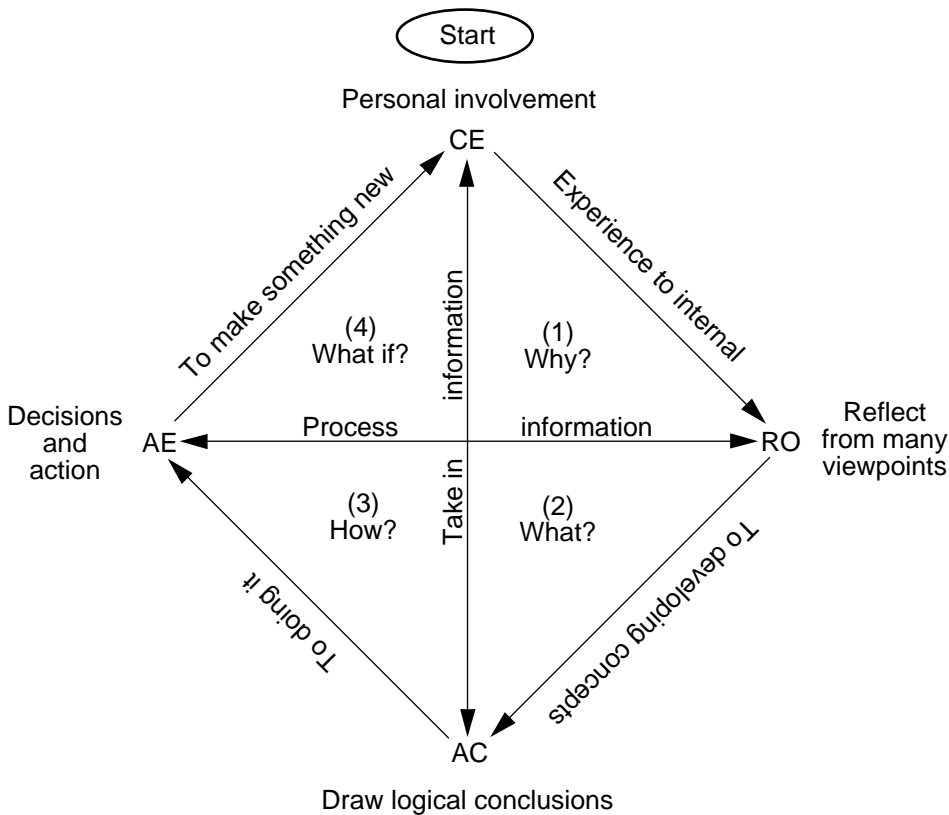 Start
Personal involvement
CE
To make something new
Experience to internal
information
(4)
What if?
(1)
Why?
Decisions
and
action
AE
Process
information
RO
Reflect
from many
viewpoints
Take in
(3)
How?
(2)
What?
To doing it
To developing concepts
AC
Draw logical conclusions